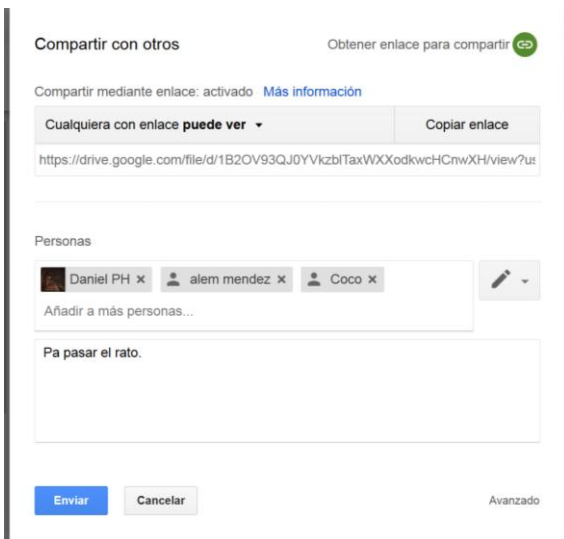 Compartir con otros
Obtener enlace para compartir
Compartir mediante enlace: activado Más información
Cualquiera con enlace puede ver
Copiar enlace
https://drive.google.com/file/d/1B2OV93QJ0YVkzblTaxWXXodkwcHCnwXH/view?us
Personas
Daniel PH × alem mendez × Coco ×
Añadir a más personas...
Pa pasar el rato.
Enviar
Cancelar
Avanzado